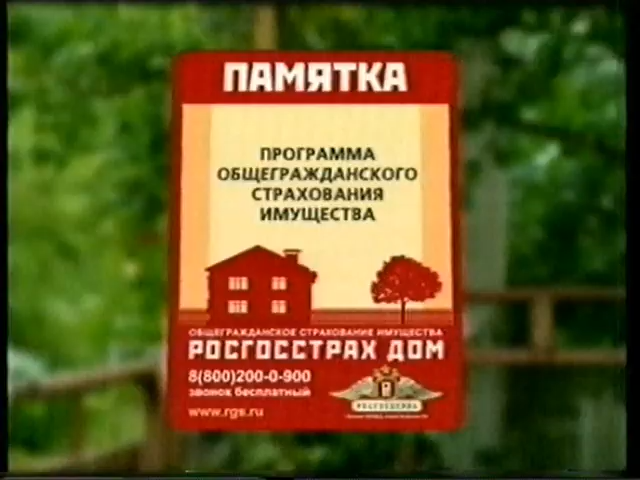 ПАМЯТКА
ПРОГРАММА
ОБЩЕГРАЖДАНСКОГО
СТРАХОВАНИЯ
ИМУЩЕСТВА
ОБЩЕГРАЖДАНСКОЕ СТРАХОВАНИЕ ИМУЩЕСТВА
РОСГОССТРАХ ДОМ
8(800)200-0-900
звонок бесплатный
www.rgs.ru